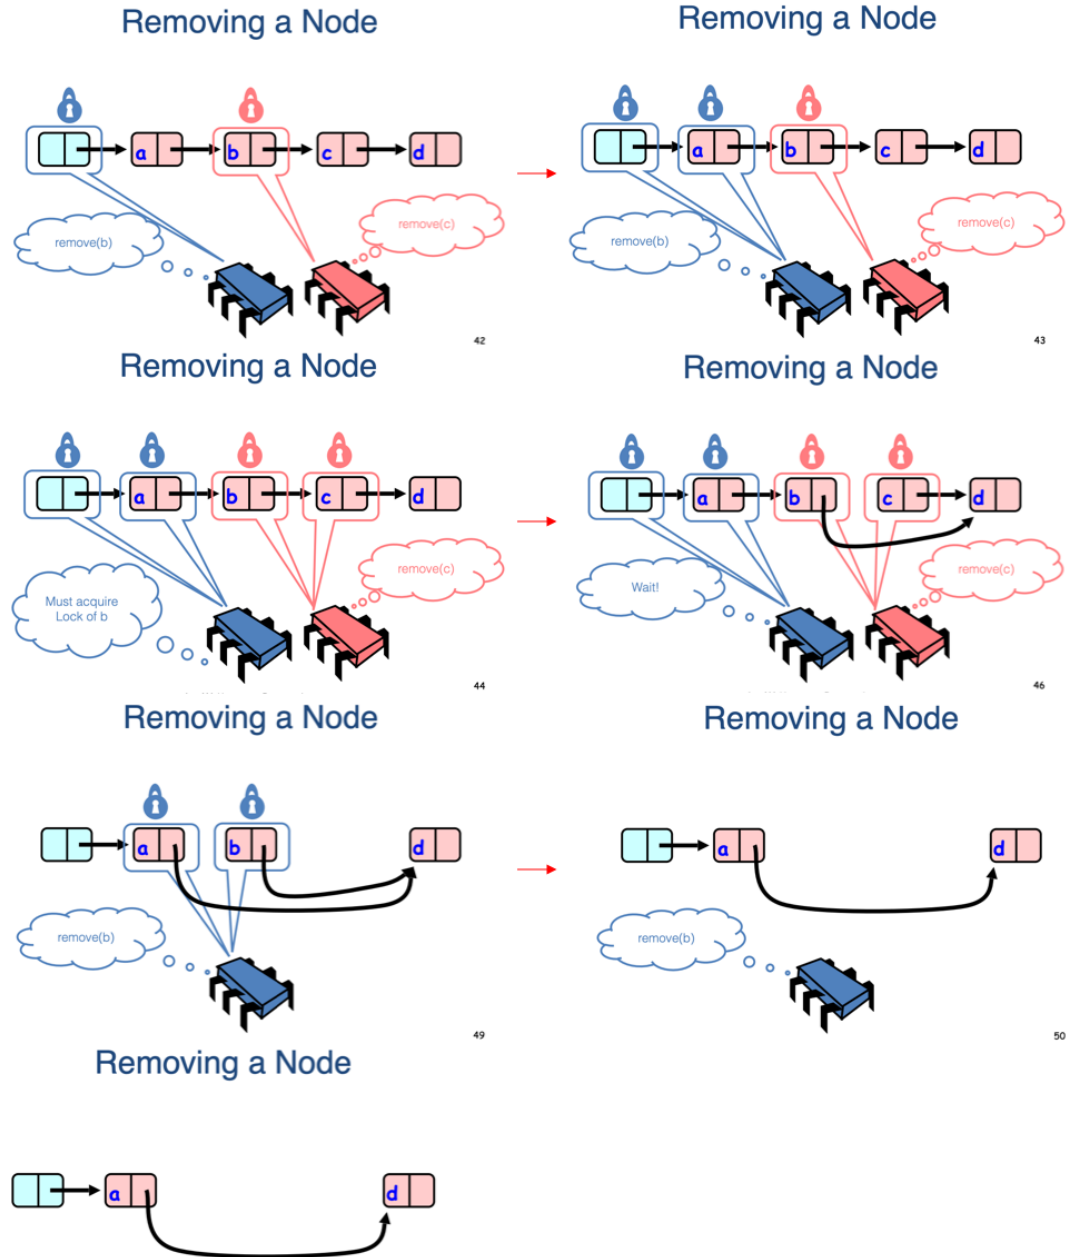 Removing a Node
Removing a Node
a
b
c
d
remove(b)
remove(c)
42
a
b
c
d
remove(b)
remove(c)
43
Removing a Node
Removing a Node
a
b
c
d
Must acquire
Lock of b
remove(c)
44
a
b
c
d
Wait!
remove(c)
46
Removing a Node
Removing a Node
a
b
d
remove(b)
49
a
d
remove(b)
50
Removing a Node
a
d